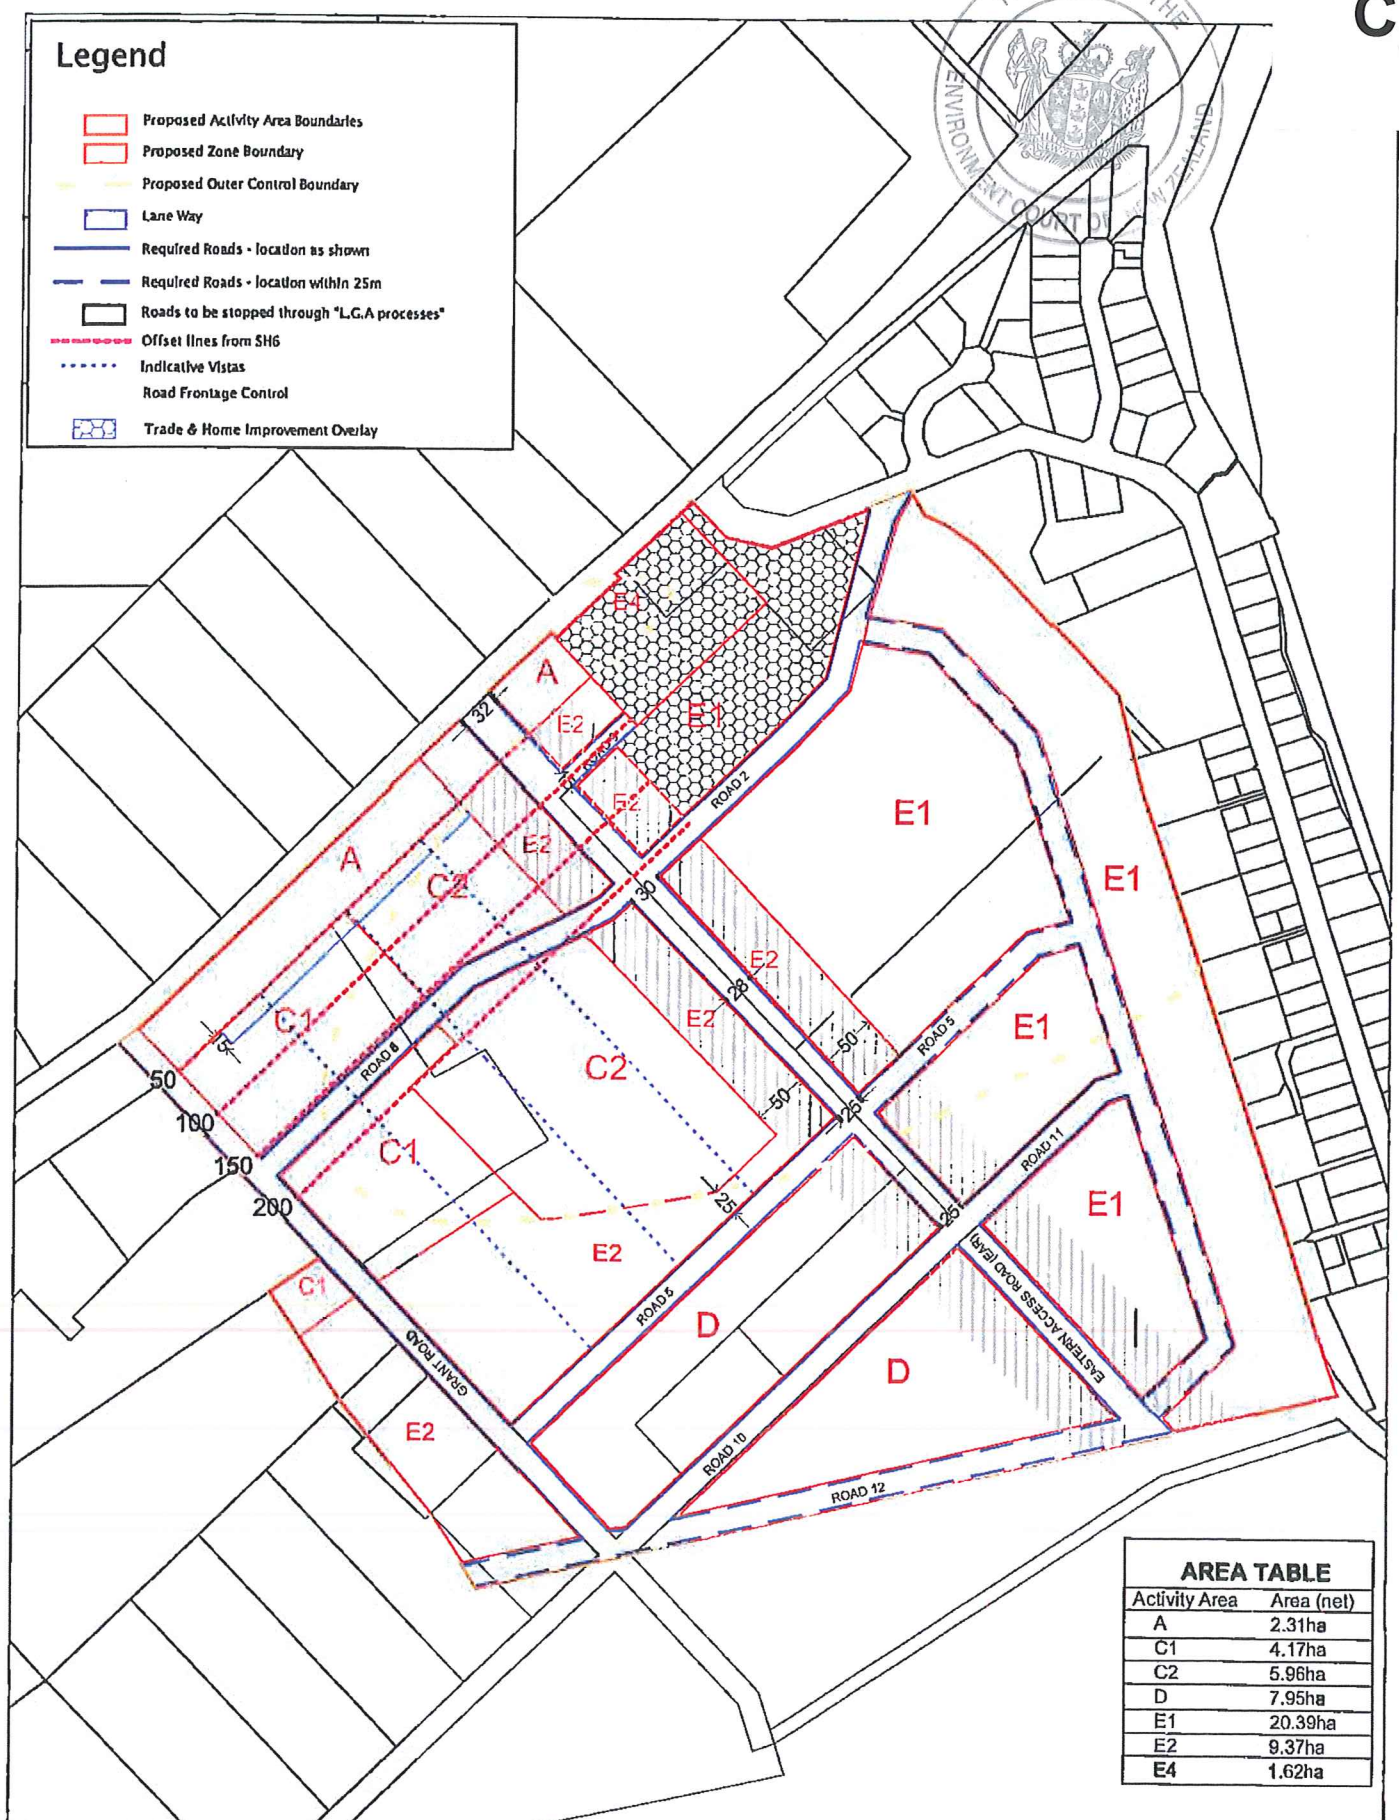 C
THE
ENVIRONMENT COURT OF NEW ZEALAND
Legend
Proposed Activity Area Boundaries
Proposed Zone Boundary
Proposed Outer Control Boundary
Lane Way
Required Roads - location as shown
Required Roads - location within 25m
Roads to be stopped through "L.G.A processes"
Offset lines from SH6
Indicative Vistas
Road Frontage Control
Trade & Home Improvement Overlay
E4
A
32
E2
E1
E2
ROAD 2
E1
E2
A
C2
30
E1
E2
28
E2
C1
15
ROAD 6
ROAD 5
E1
50
C2
50
50
26
100
C1
ROAD 11
150
25
E1
200
25
E2
EASTERN ACCESS ROAD (EAR)
C1
ROAD 5
D
GRANT ROAD
D
E2
ROAD 10
ROAD 12
AREA TABLE
Activity Area Area (net)
A 2.31ha
C1 4.17ha
C2 5.96ha
D 7.95ha
E1 20.39ha
E2 9.37ha
E4 1.62ha